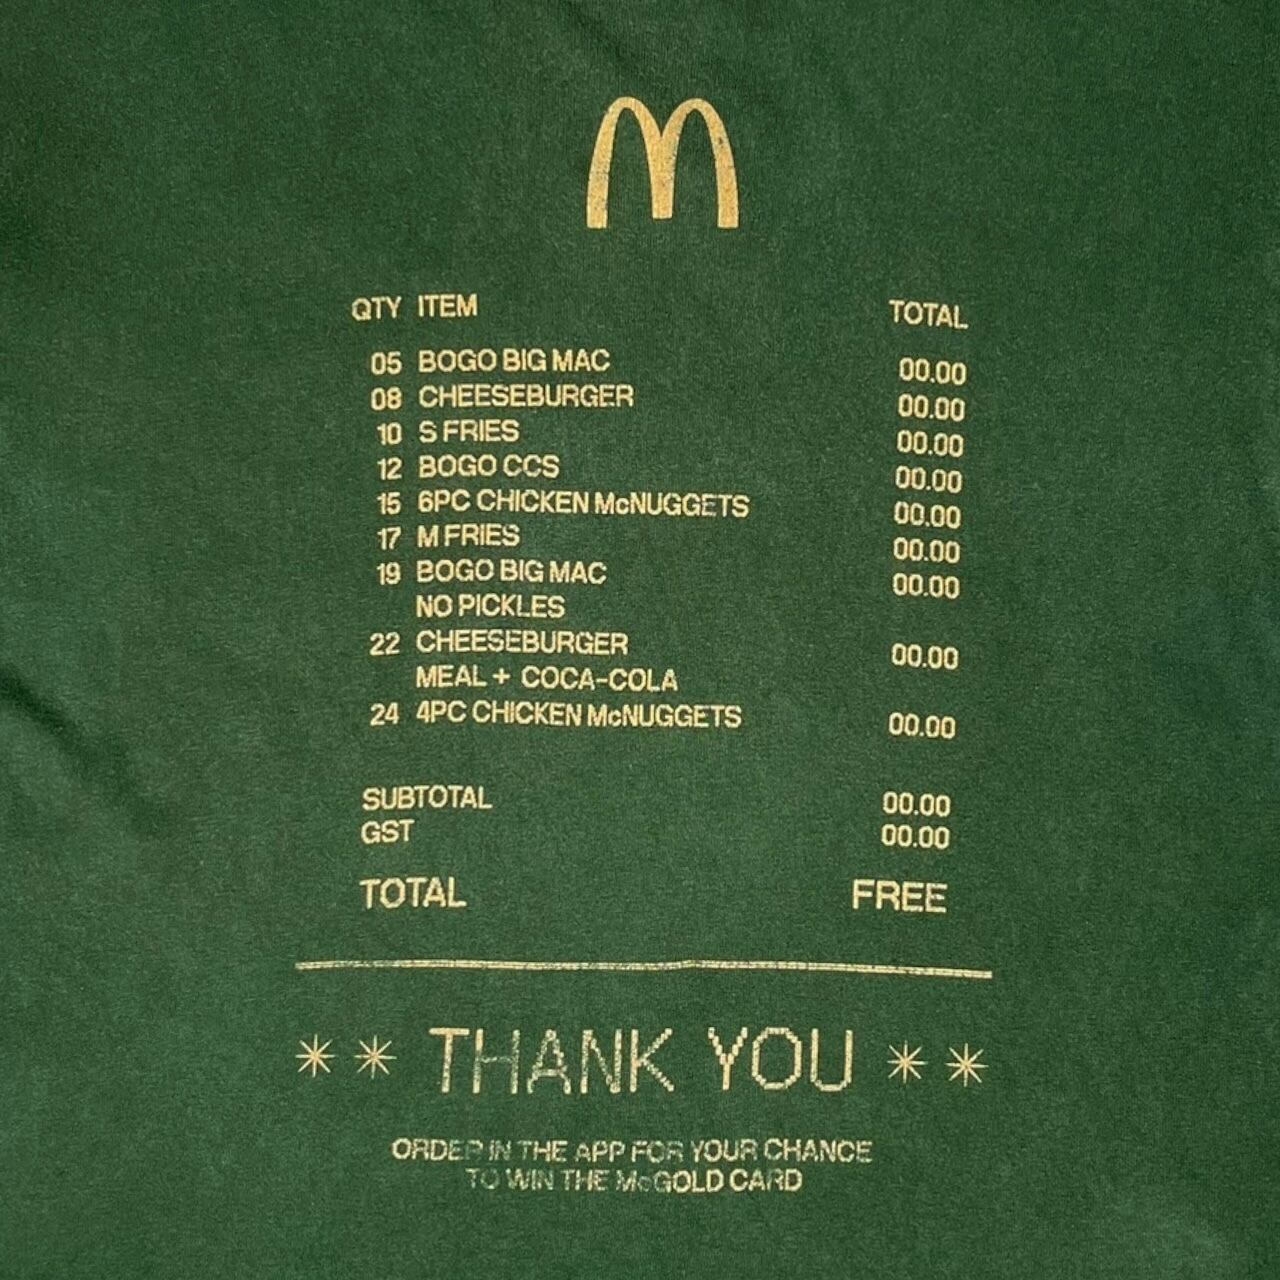 QTY ITEM TOTAL
05 BOGO BIG MAC 00.00
08 CHEESEBURGER 00.00
10 S FRIES 00.00
12 BOGO CCS 00.00
15 6PC CHICKEN McNUGGETS 00.00
17 M FRIES 00.00
19 BOGO BIG MAC 00.00
NO PICKLES
22 CHEESEBURGER 00.00
MEAL + COCA-COLA
24 4PC CHICKEN McNUGGETS 00.00
SUBTOTAL 00.00
GST 00.00
TOTAL FREE
** THANK YOU **
ORDER IN THE APP FOR YOUR CHANCE
TO WIN THE McGOLD CARD